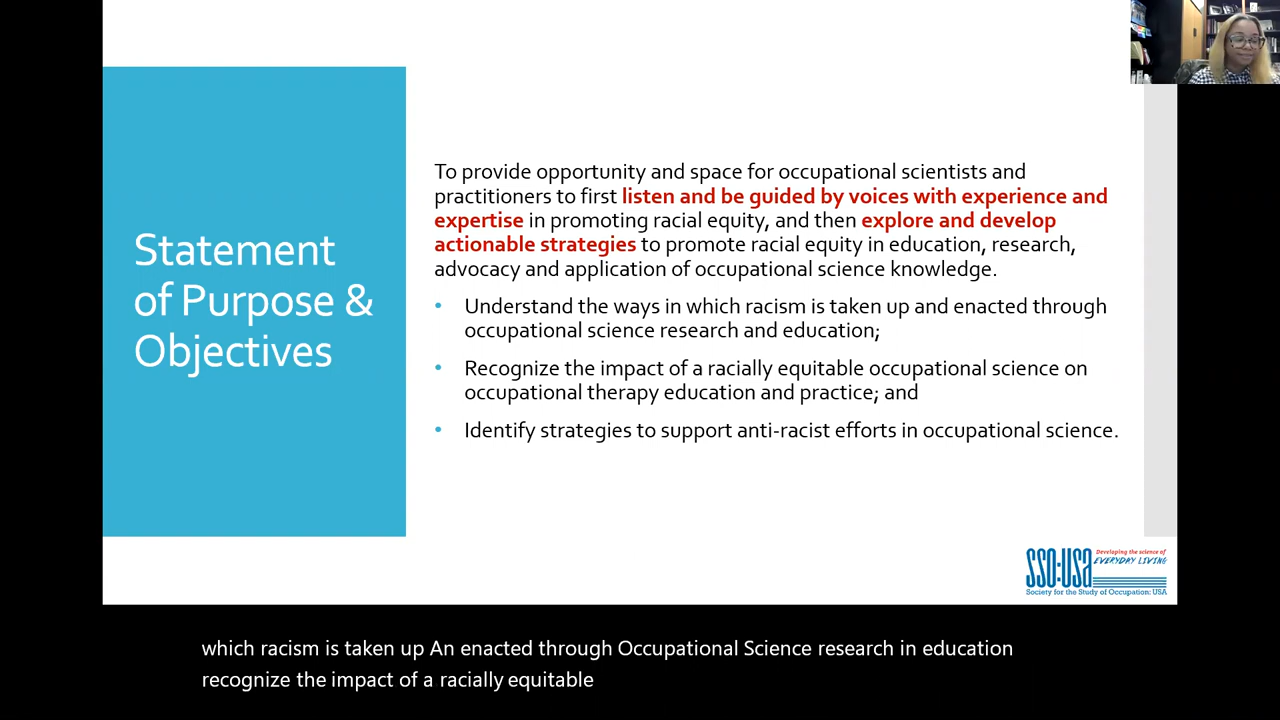 Statement
of Purpose &
Objectives
To provide opportunity and space for occupational scientists and
practitioners to first listen and be guided by voices with experience and
expertise in promoting racial equity, and then explore and develop
actionable strategies to promote racial equity in education, research,
advocacy and application of occupational science knowledge.
• Understand the ways in which racism is taken up and enacted through
occupational science research and education;
• Recognize the impact of a racially equitable occupational science on
occupational therapy education and practice; and
• Identify strategies to support anti-racist efforts in occupational science.
SSO:USA
Developing the science of
EVERYDAY LIVING
Society for the Study of Occupation: USA
which racism is taken up An enacted through Occupational Science research in education
recognize the impact of a racially equitable